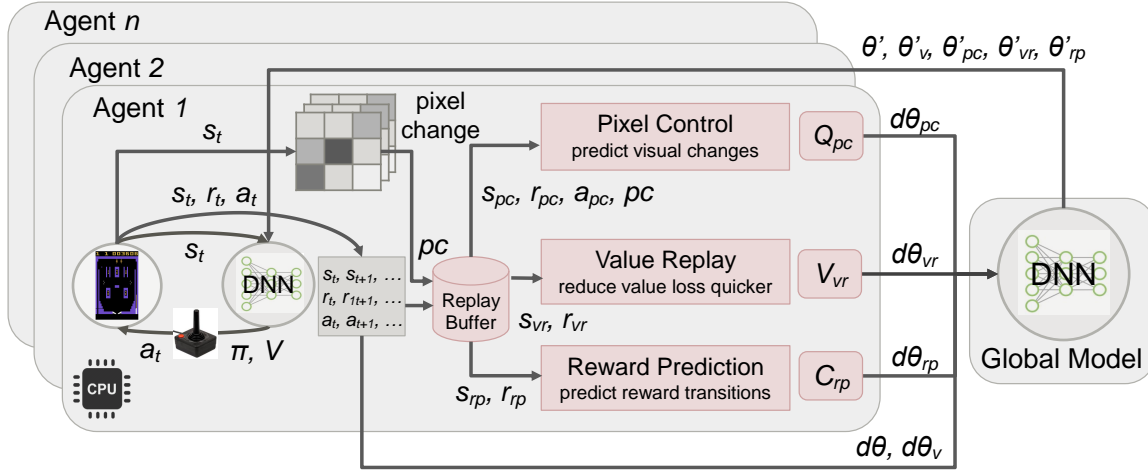 Agent n
Agent 2
Agent 1
θ’, θ’v, θ’pc, θ’vr, θ’rp
pixel
change
st
Pixel Control
predict visual changes
Qpc
dθpc
st, rt, at
spc, rpc, apc, pc
st
pc
1 1 003608
DNN
st, st+1, …
rt, r1t+1, …
at, at+1, …
Replay
Buffer
Value Replay
reduce value loss quicker
Vvr
dθvr
DNN
svr, rvr
at
π, V
Global Model
Reward Prediction
predict reward transitions
Crp
dθrp
srp, rrp
CPU
dθ, dθv